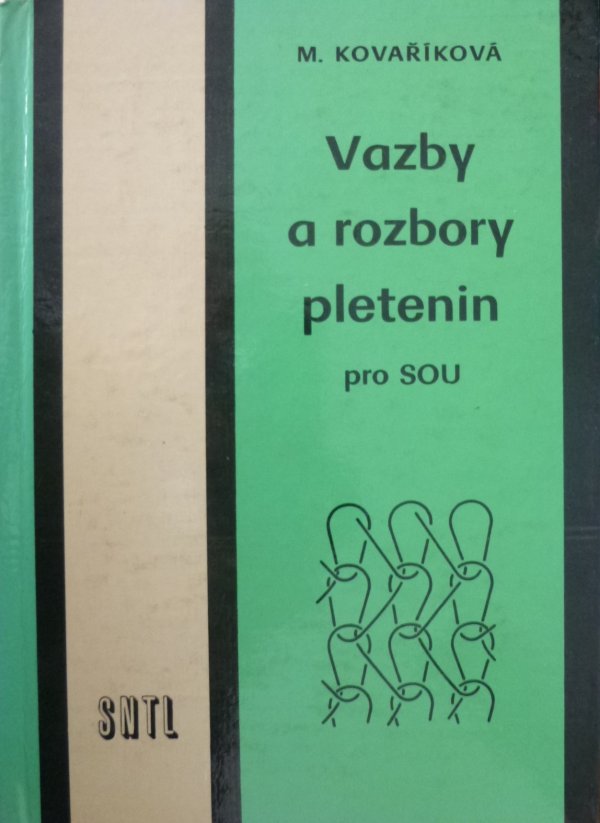 M. KOVAŘÍKOVÁ
Vazby
a rozbory
pletenin
pro SOU
SNTL